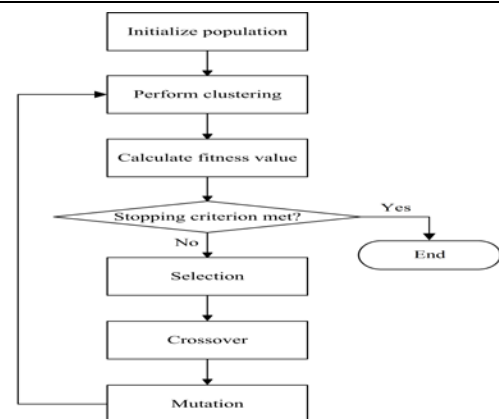 Initialize population
Perform clustering
Calculate fitness value
Stopping criterion met?
Yes
No
End
Selection
Crossover
Mutation